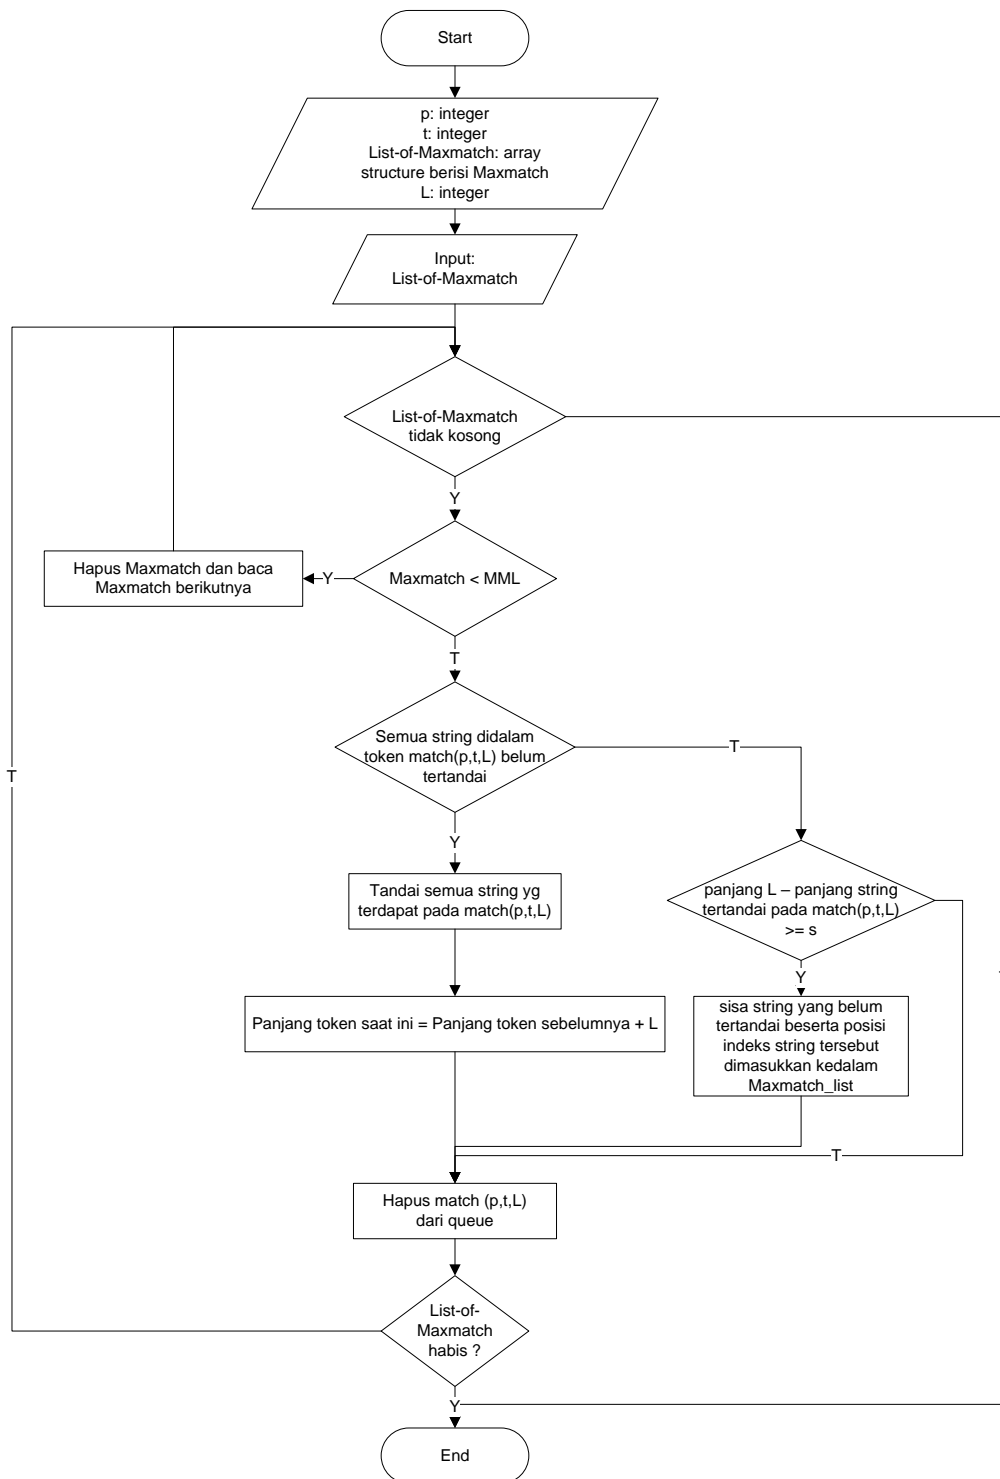 Start
p: integer
t: integer
List-of-Maxmatch: array
structure berisi Maxmatch
L: integer
Input:
List-of-Maxmatch
List-of-Maxmatch
tidak kosong
Y
Hapus Maxmatch dan baca
Maxmatch berikutnya
Y
Maxmatch < MML
T
Semua string didalam
token match(p,t,L) belum
tertandai
T
T
Y
Tandai semua string yg
terdapat pada match(p,t,L)
panjang L – panjang string
tertandai pada match(p,t,L)
>= s
Y
Panjang token saat ini = Panjang token sebelumnya + L
sisa string yang belum
tertandai beserta posisi
indeks string tersebut
dimasukkan kedalam
Maxmatch_list
T
Hapus match (p,t,L)
dari queue
List-of-
Maxmatch
habis ?
Y
End